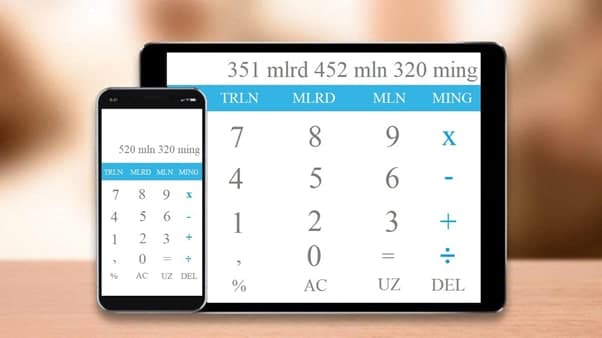 351 mlrd 452 mln 320 ming
TRLN MLRD MLN MING
7 8 9 x
4 5 6 -
1 2 3 +
, 0 = ÷
% AC UZ DEL
520 mln 320 ming
TRLN MLRD MLN MING
7 8 9 x
4 5 6 -
1 2 3 +
, 0 = ÷
% AC UZ DEL